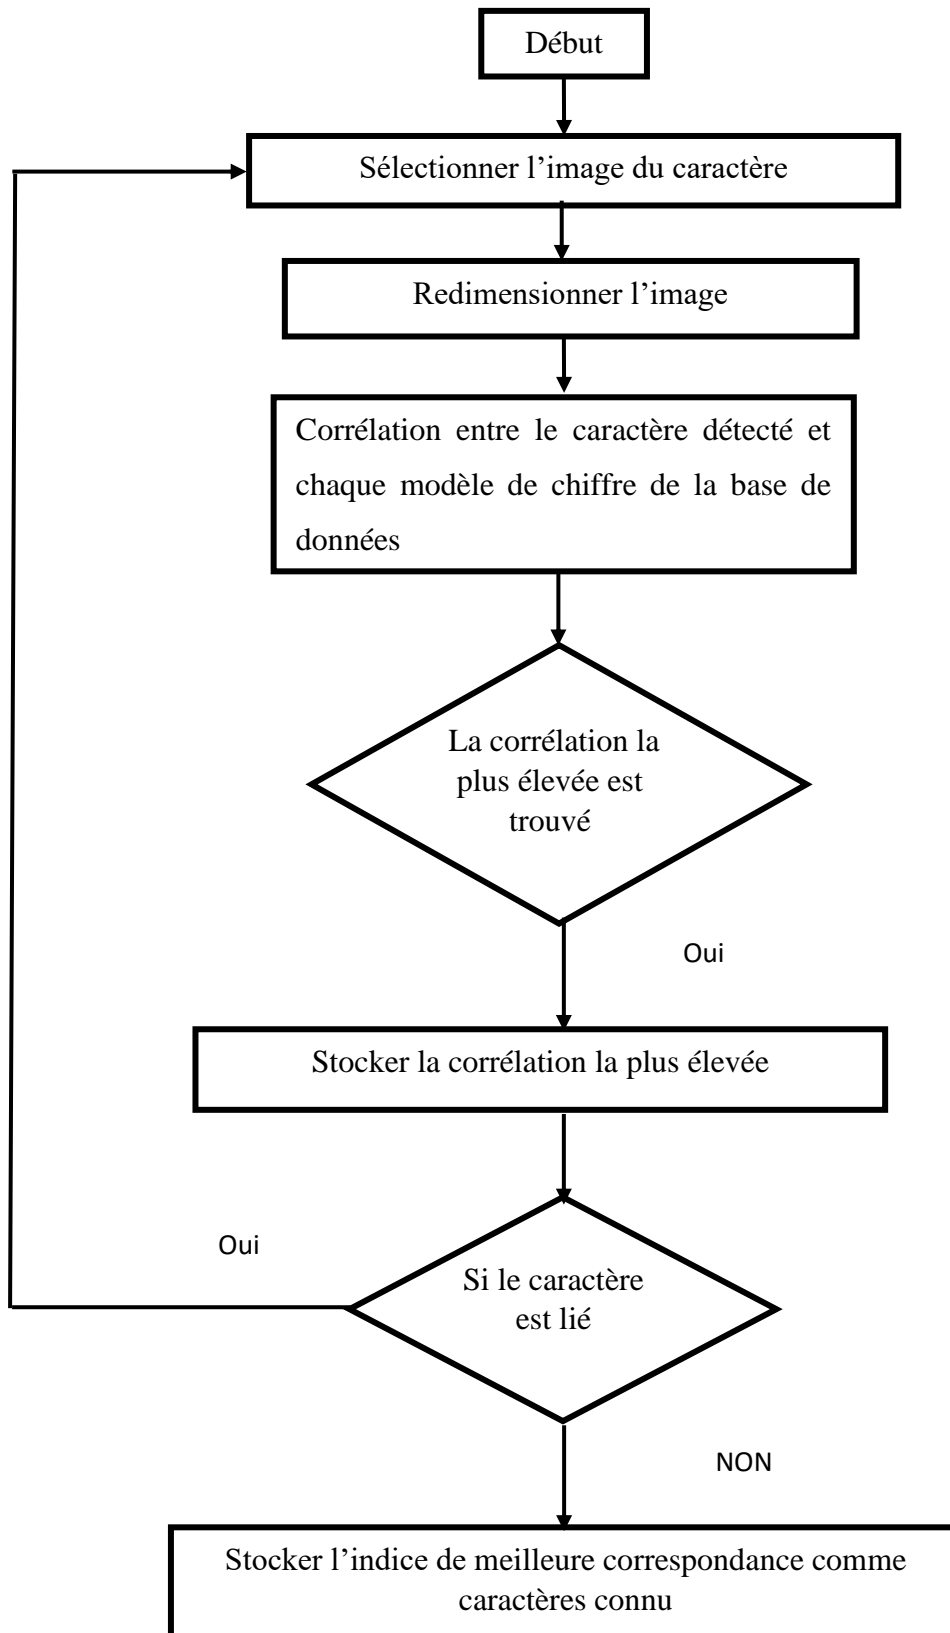 Début
Sélectionner l’image du caractère
Redimensionner l’image
Corrélation entre le caractère détecté et
chaque modèle de chiffre de la base de
données
La corrélation la
plus élevée est
trouvé
Oui
Stocker la corrélation la plus élevée
Oui
Si le caractère
est lié
NON
Stocker l’indice de meilleure correspondance comme
caractères connu